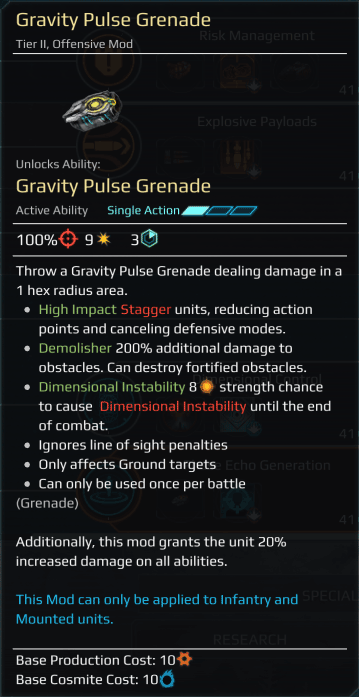 Gravity Pulse Grenade
Tier II, Offensive Mod
Risk Management
Explosive Payloads
Unlocks Ability:
Gravity Pulse Grenade
Active Ability Single Action
100% 9 3
Throw a Gravity Pulse Grenade dealing damage in a
1 hex radius area.
• High Impact Stagger units, reducing action
points and canceling defensive modes.
• Demolisher 200% additional damage to
obstacles. Can destroy fortified obstacles.
• Dimensional Instability 8 strength chance
to cause Dimensional Instability until the end
of combat.
• Ignores line of sight penalties
• Only affects Ground targets
• Can only be used once per battle
(Grenade)
Echo Generation
Additionally, this mod grants the unit 20%
increased damage on all abilities.
This Mod can only be applied to Infantry and
Mounted units.
SPECIAL
RESEARCH
Base Production Cost: 10
Base Cosmite Cost: 10